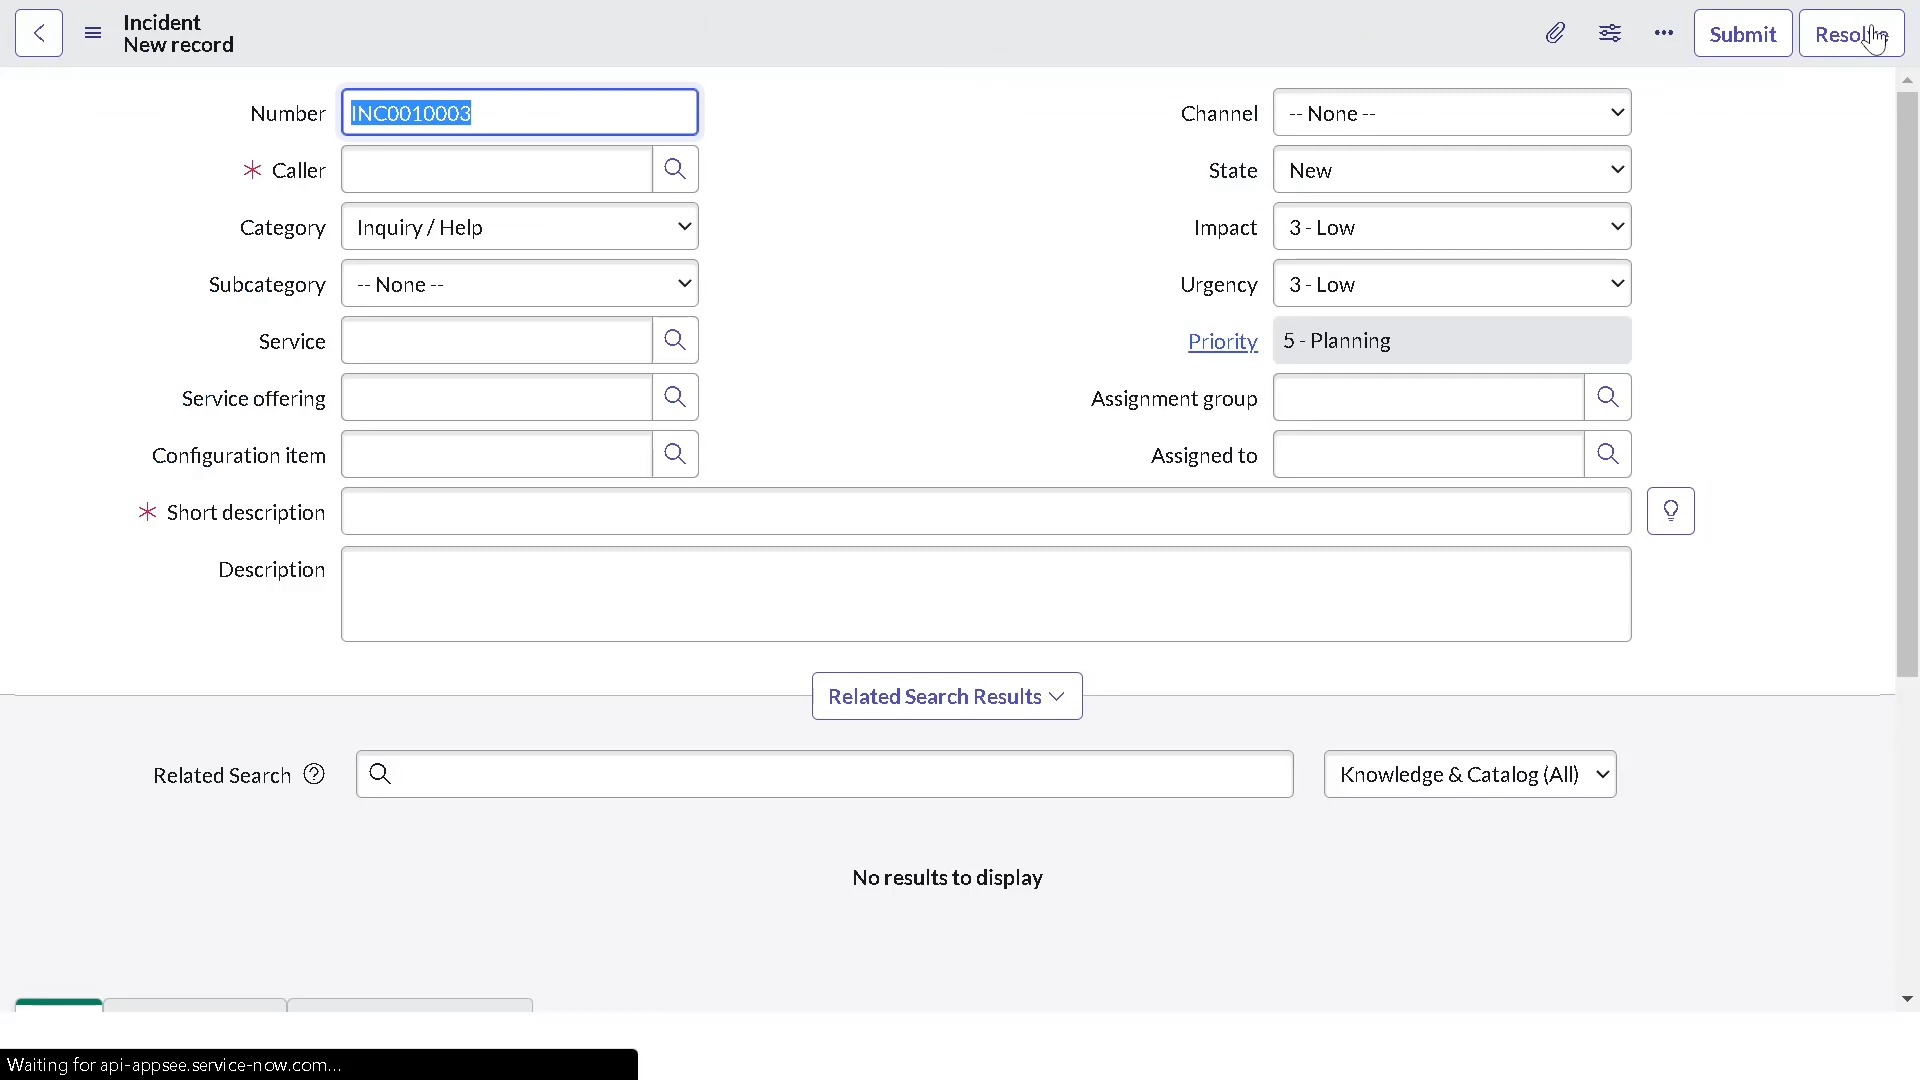 Incident
New record
Submit
Resolve
Number
INC0010003
Channel
-- None --
* Caller
State
New
Category
Inquiry / Help
Impact
3 - Low
Subcategory
-- None --
Urgency
3 - Low
Service
Priority
5 - Planning
Service offering
Assignment group
Configuration item
Assigned to
* Short description
Description
Related Search Results
Related Search
Knowledge & Catalog (All)
No results to display
Waiting for api-appsee.service-now.com...